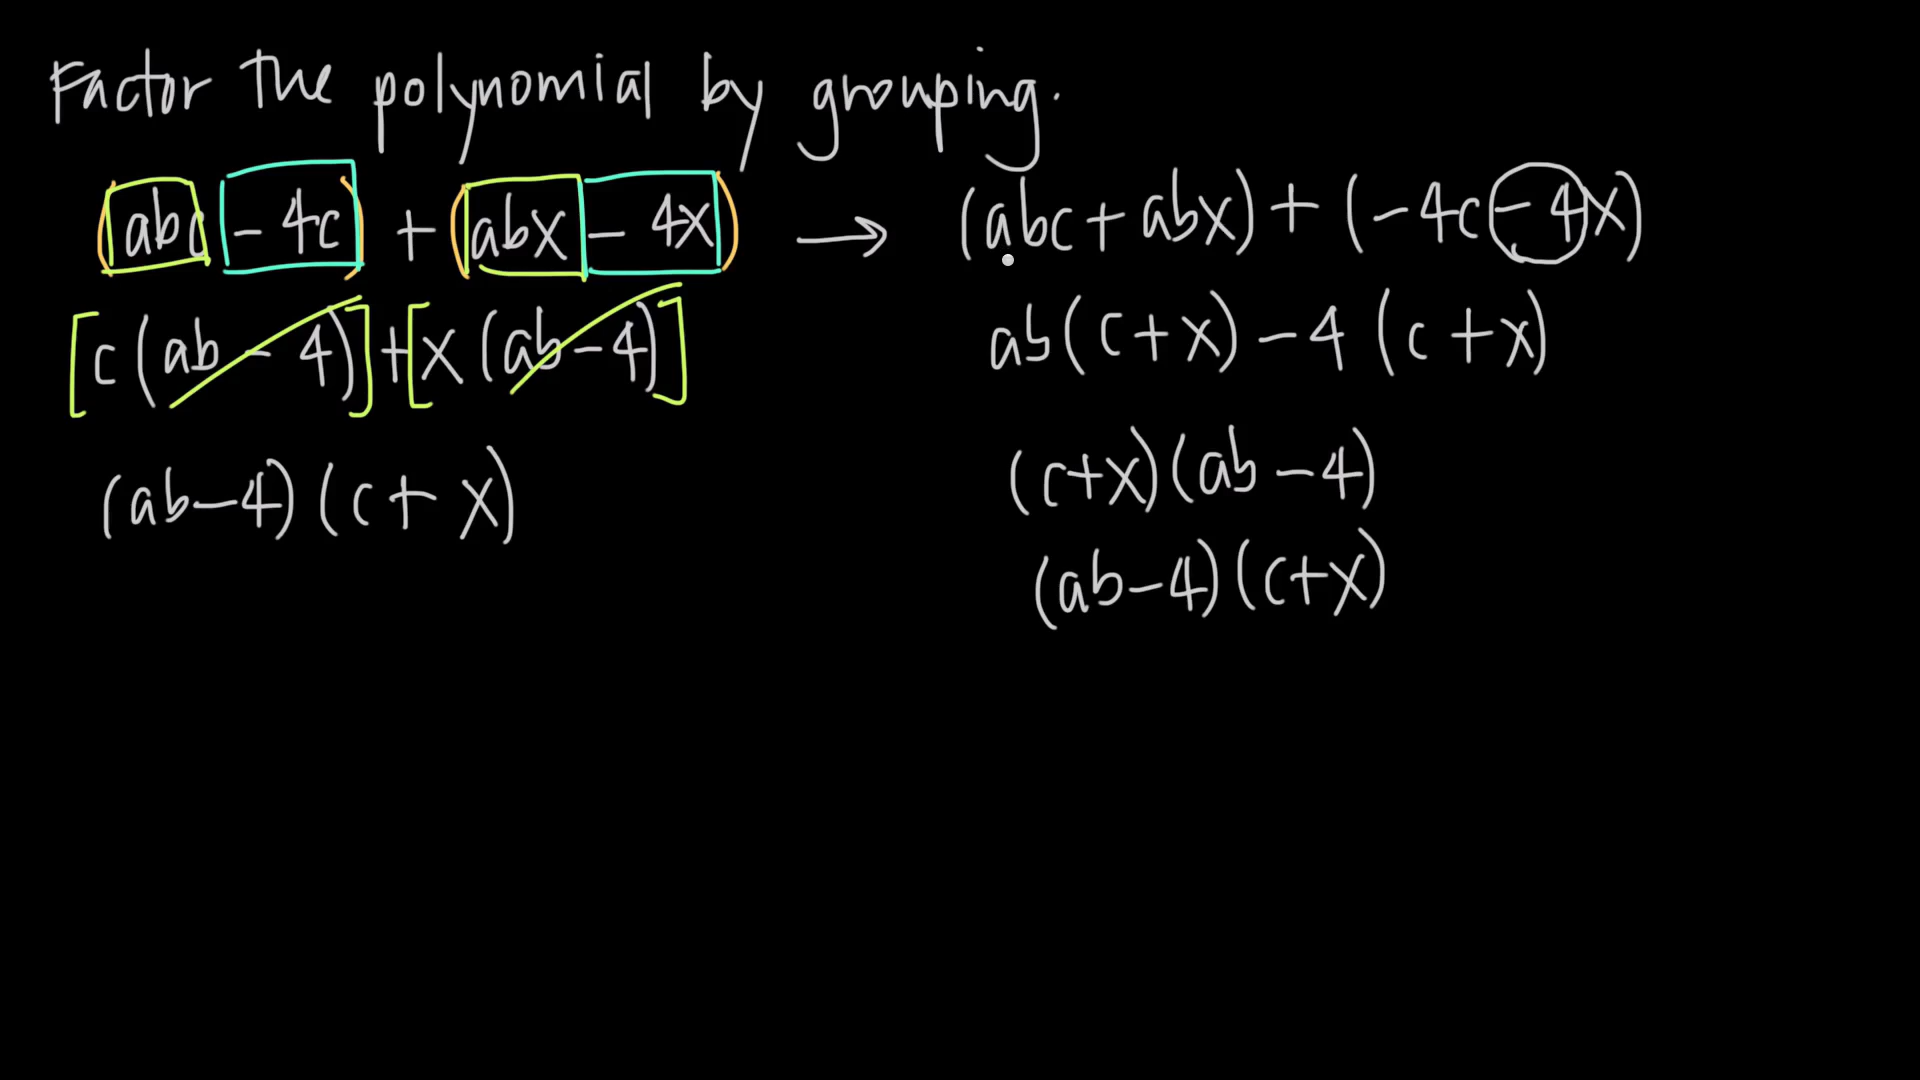 Factor the polynomial by grouping.
(abc - 4c) + (abx - 4x) → (abc + abx) + (-4c - 4x)
[c(ab - 4)] + [x(ab - 4)]
(ab - 4)(c + x)
ab(c + x) - 4(c + x)
(c + x)(ab - 4)
(ab - 4)(c + x)